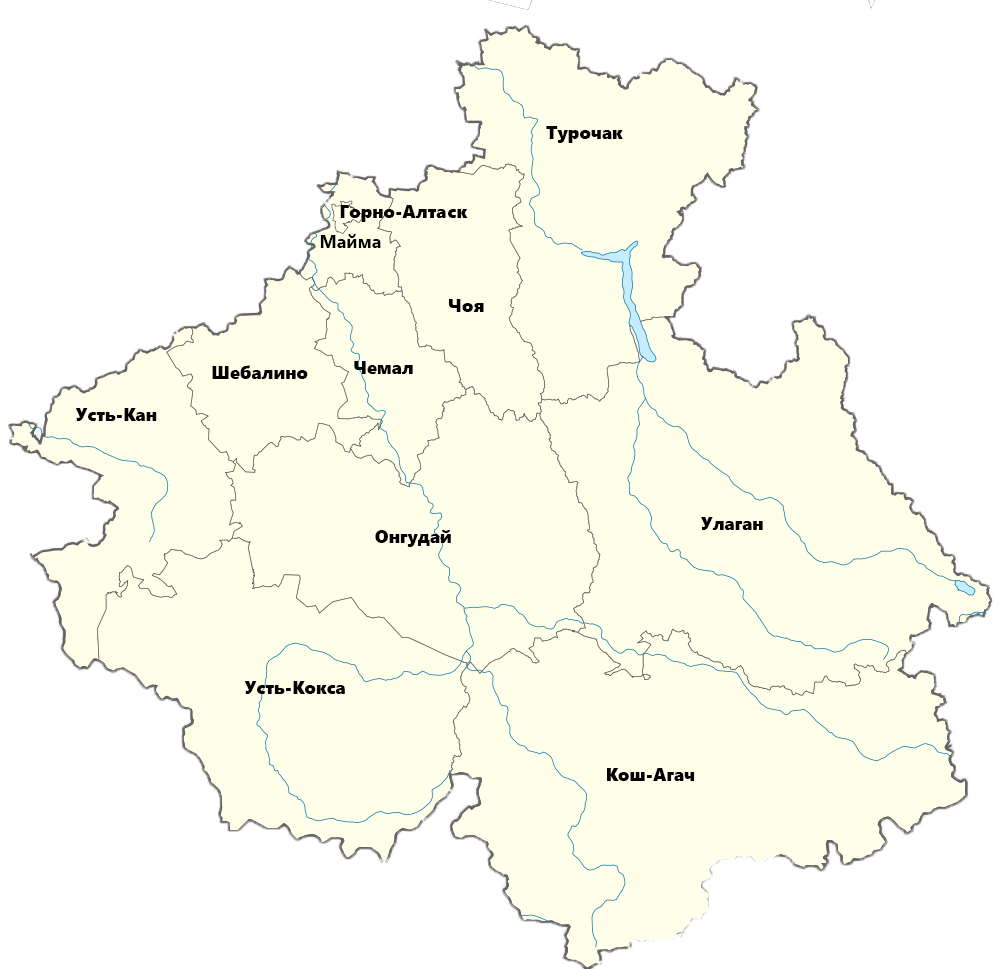 Турочак
Горно-Алтаск
Майма
Чоя
Шебалино
Чемал
Усть-Кан
Улаган
Онгудай
Усть-Кокса
Кош-Агач